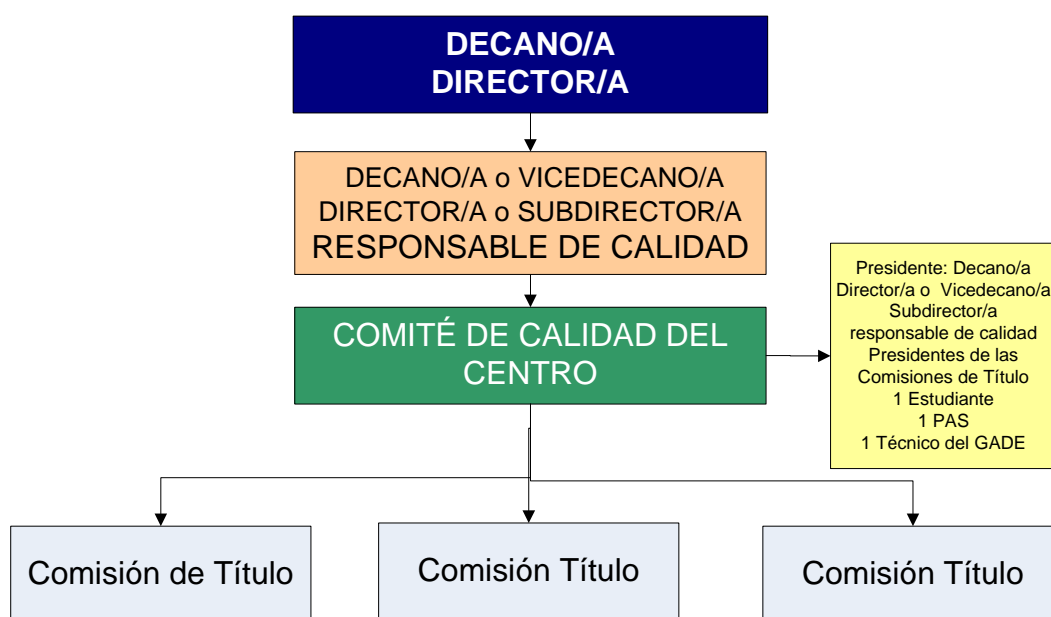 DECANO/A
DIRECTOR/A
DECANO/A o VICEDECANO/A
DIRECTOR/A o SUBDIRECTOR/A
RESPONSABLE DE CALIDAD
COMITÉ DE CALIDAD DEL
CENTRO
Presidente: Decano/a
Director/a o Vicedecano/a
Subdirector/a
responsable de calidad
Presidentes de las
Comisiones de Título
1 Estudiante
1 PAS
1 Técnico del GADE
Comisión de Título
Comisión Título
Comisión Título